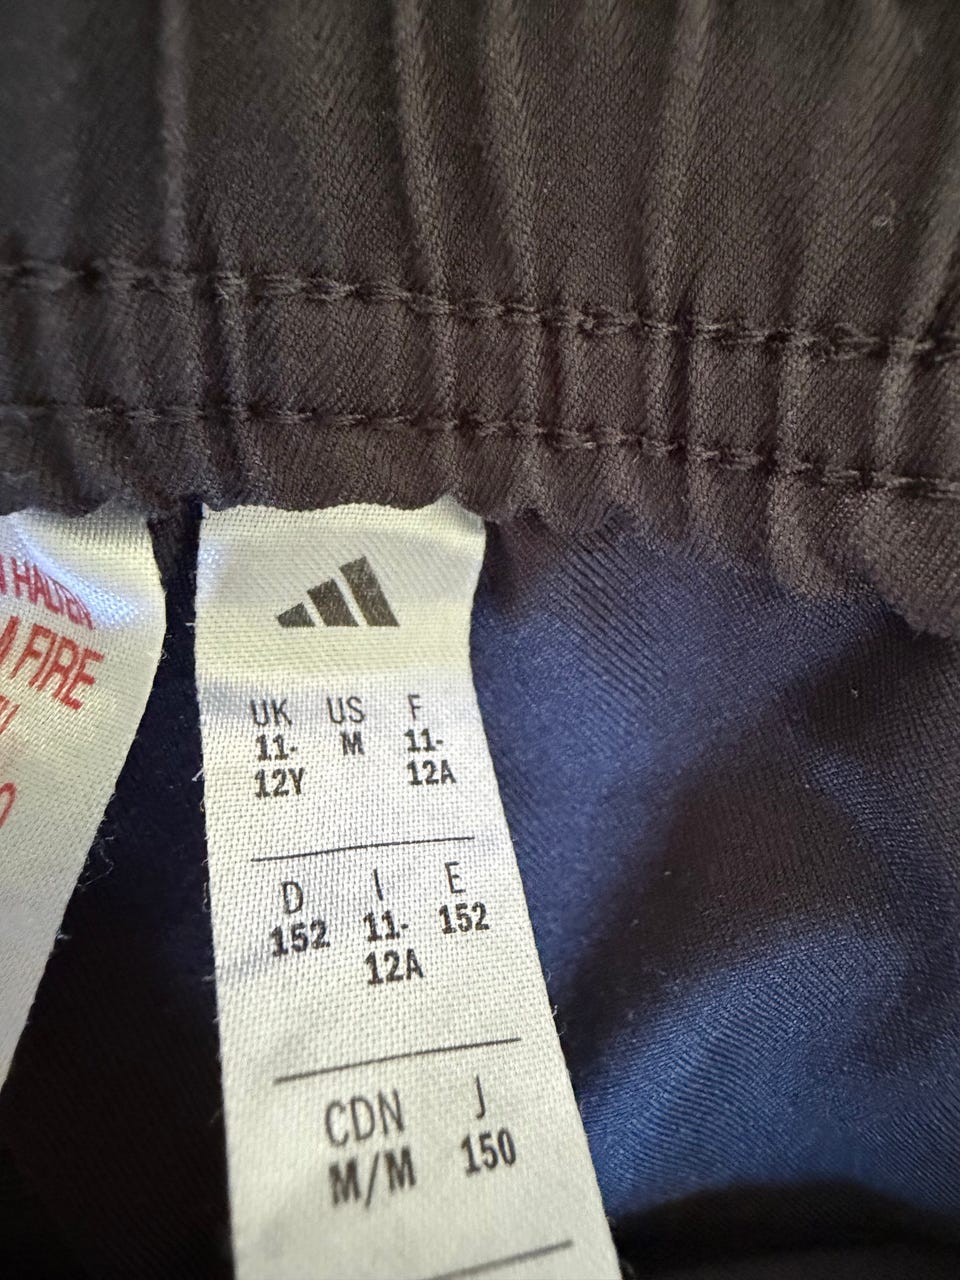 HALTEN
FIRE
UK US F
11- M 11-
12Y 12A
D I E
152 11- 152
12A
CDN J
M/M 150